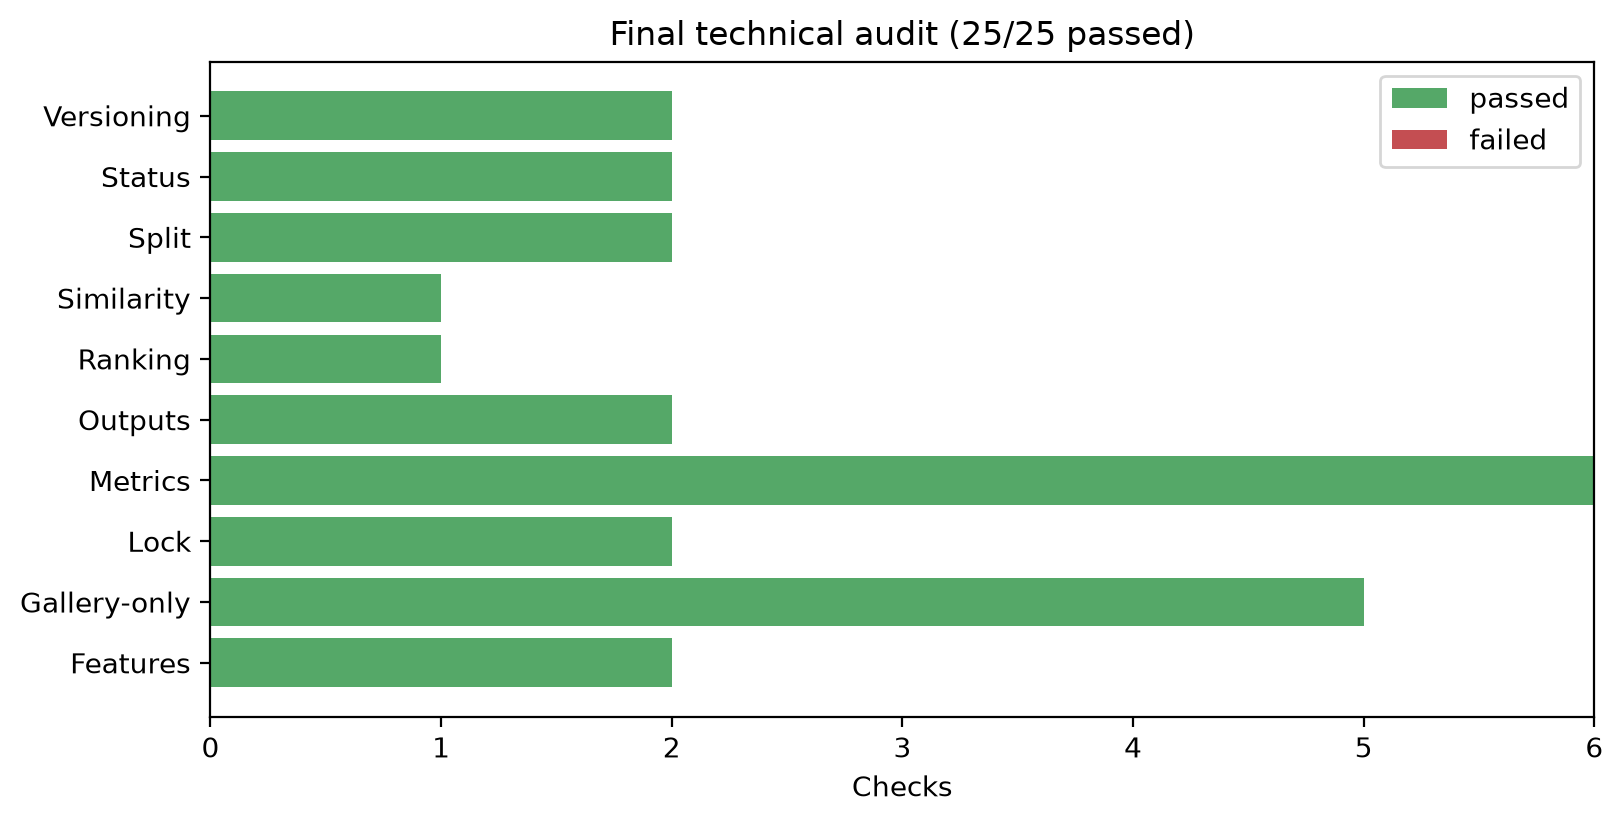 Final technical audit (25/25 passed)
passed
failed
Versioning
Status
Split
Similarity
Ranking
Outputs
Metrics
Lock
Gallery-only
Features
0 1 2 3 4 5 6
Checks